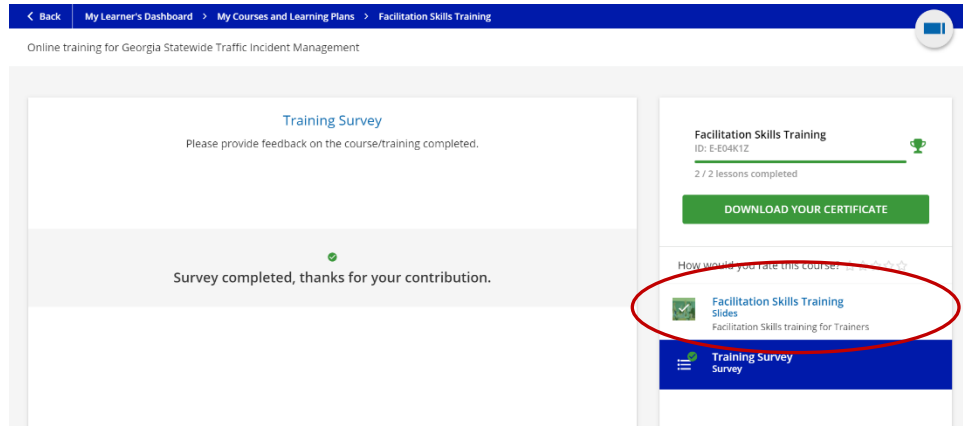 Back My Learner's Dashboard > My Courses and Learning Plans > Facilitation Skills Training
Online training for Georgia Statewide Traffic Incident Management
Training Survey
Please provide feedback on the course/training completed.
Survey completed, thanks for your contribution.
Facilitation Skills Training
ID: E-E04K1Z
2 / 2 lessons completed
DOWNLOAD YOUR CERTIFICATE
How would you rate this course?
Facilitation Skills Training
Slides
Facilitation Skills training for Trainers
Training Survey
Survey